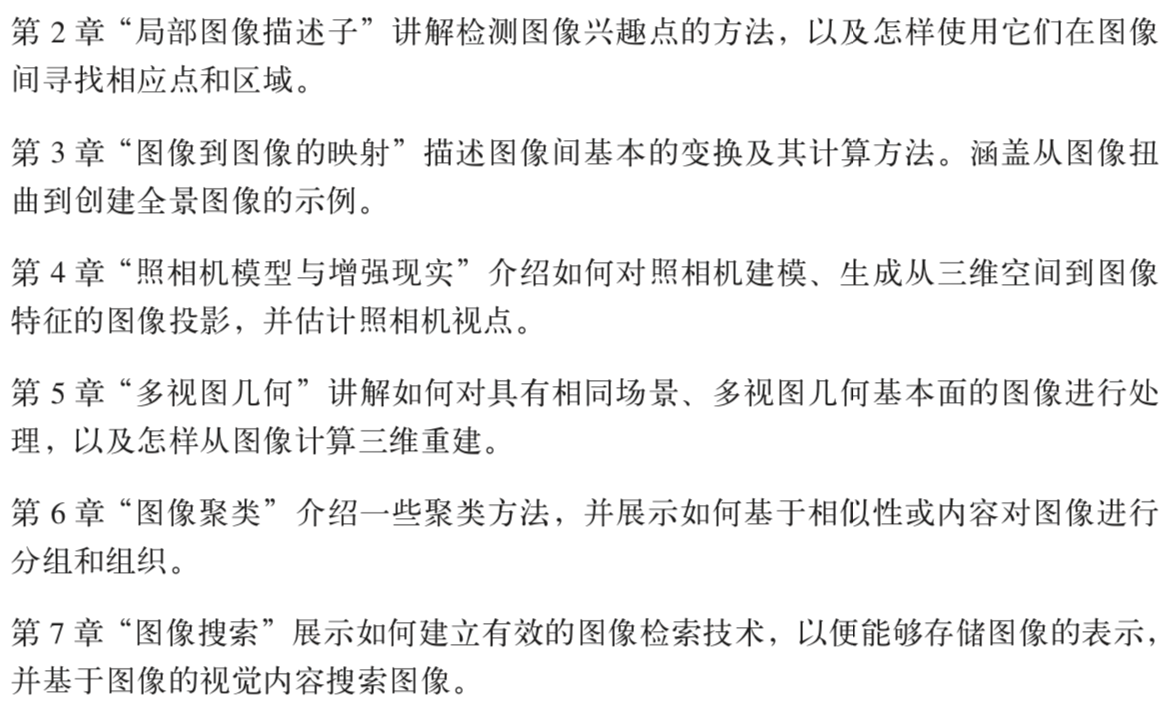 第 2 章“局部图像描述子”讲解检测图像兴趣点的方法，以及怎样使用它们在图像
间寻找相应点和区域。
第 3 章“图像到图像的映射”描述图像间基本的变换及其计算方法。涵盖从图像扭
曲到创建全景图像的示例。
第 4 章“照相机模型与增强现实”介绍如何对照相机建模、生成从三维空间到图像
特征的图像投影，并估计照相机视点。
第 5 章“多视图几何”讲解如何对具有相同场景、多视图几何基本面的图像进行处
理，以及怎样从图像计算三维重建。
第 6 章“图像聚类”介绍一些聚类方法，并展示如何基于相似性或内容对图像进行
分组和组织。
第 7 章“图像搜索”展示如何建立有效的图像检索技术，以便能够存储图像的表示，
并基于图像的视觉内容搜索图像。